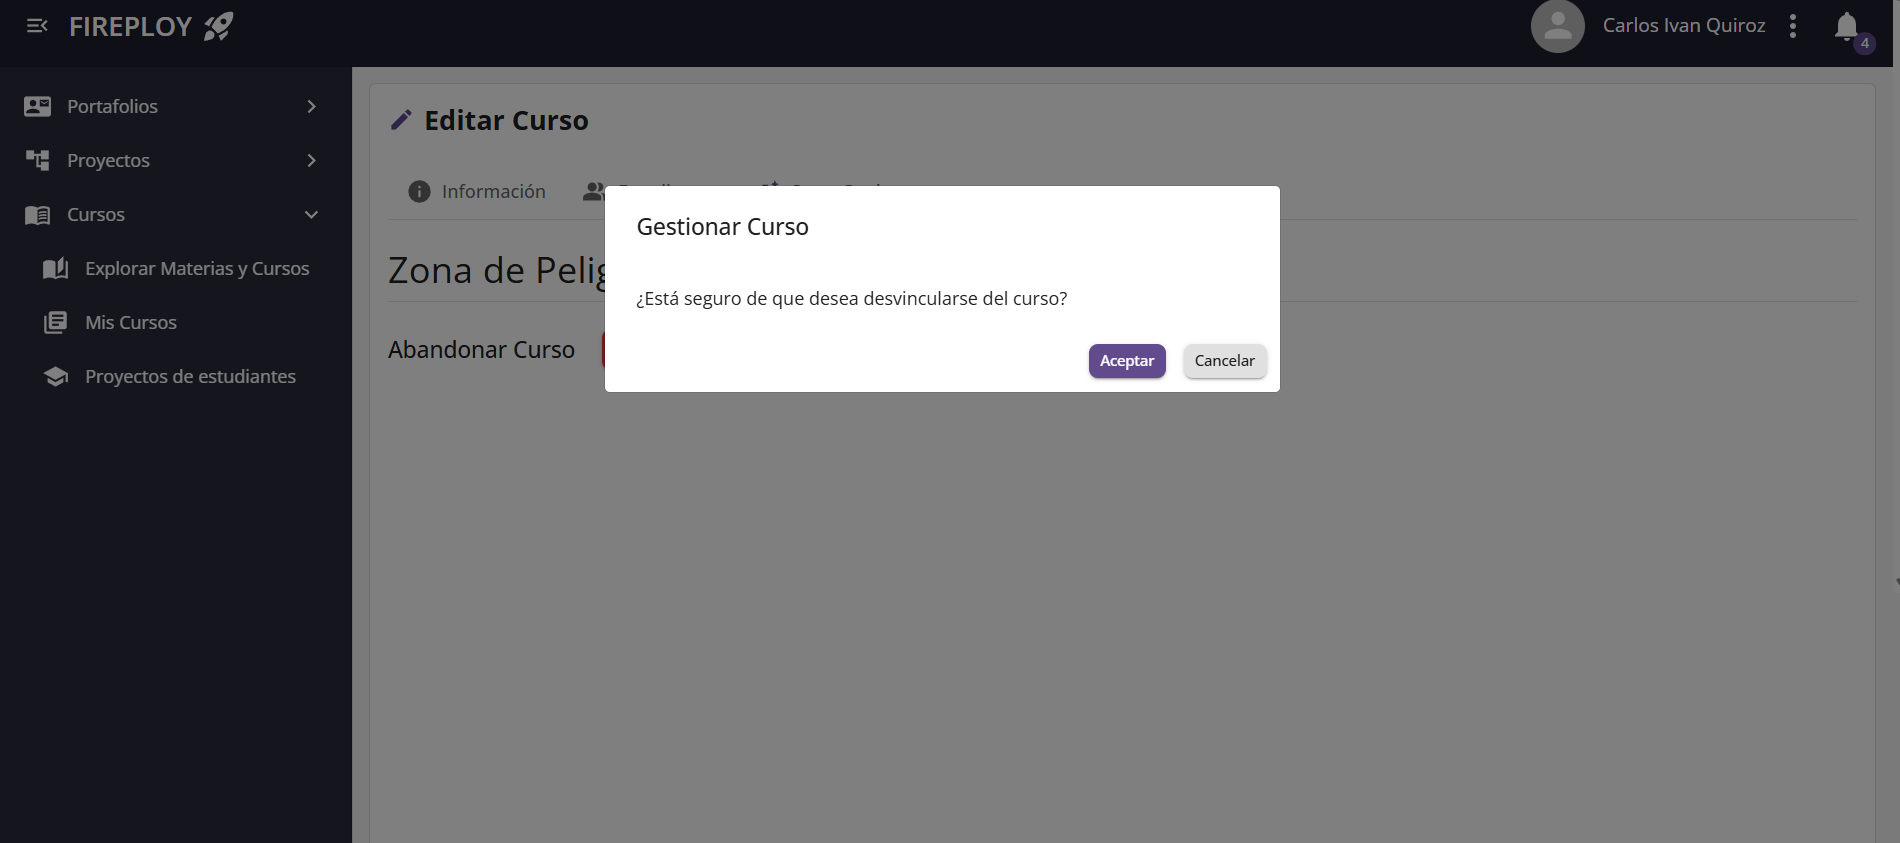 FIREPLOY
Carlos Ivan Quiroz
4
Portafolios
Proyectos
Cursos
Explorar Materias y Cursos
Mis Cursos
Proyectos de estudiantes
Editar Curso
Información
Gestionar Curso
Zona de
¿Está seguro de que desea desvincularse del curso?
Abandonar Curso
Aceptar
Cancelar